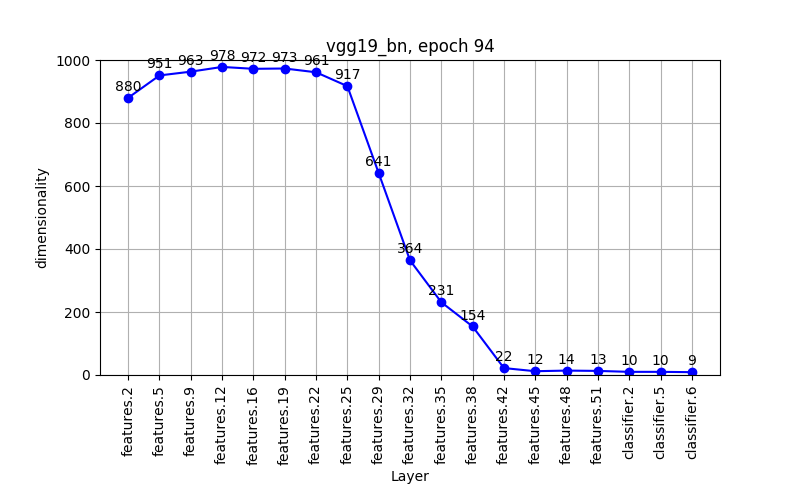 vgg19_bn, epoch 94
dimensionality
1000
800
600
400
200
0
880 951 963 978 972 973 961 917 641 364 231 154 22 12 14 13 10 10 9
features.2
features.5
features.9
features.12
features.16
features.19
features.22
features.25
features.29
features.32
features.35
features.38
features.42
features.45
features.48
features.51
classifier.2
classifier.5
classifier.6
Layer